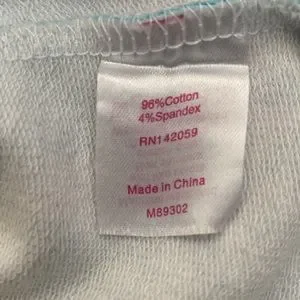 96%Cotton
4%Spandex
RN142059
Made in China
M89302